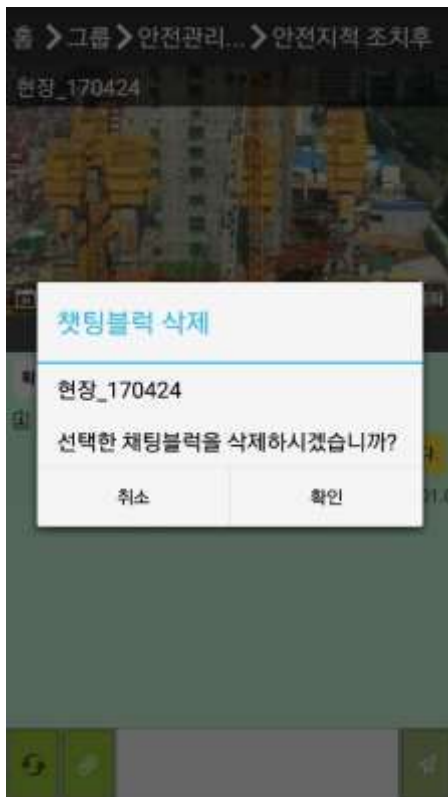 홈 > 그룹 > 안전관리... > 안전지적 조치후
현장_170424
챗팅블럭 삭제
현장_170424
선택한 채팅블럭을 삭제하시겠습니까?
취소 확인